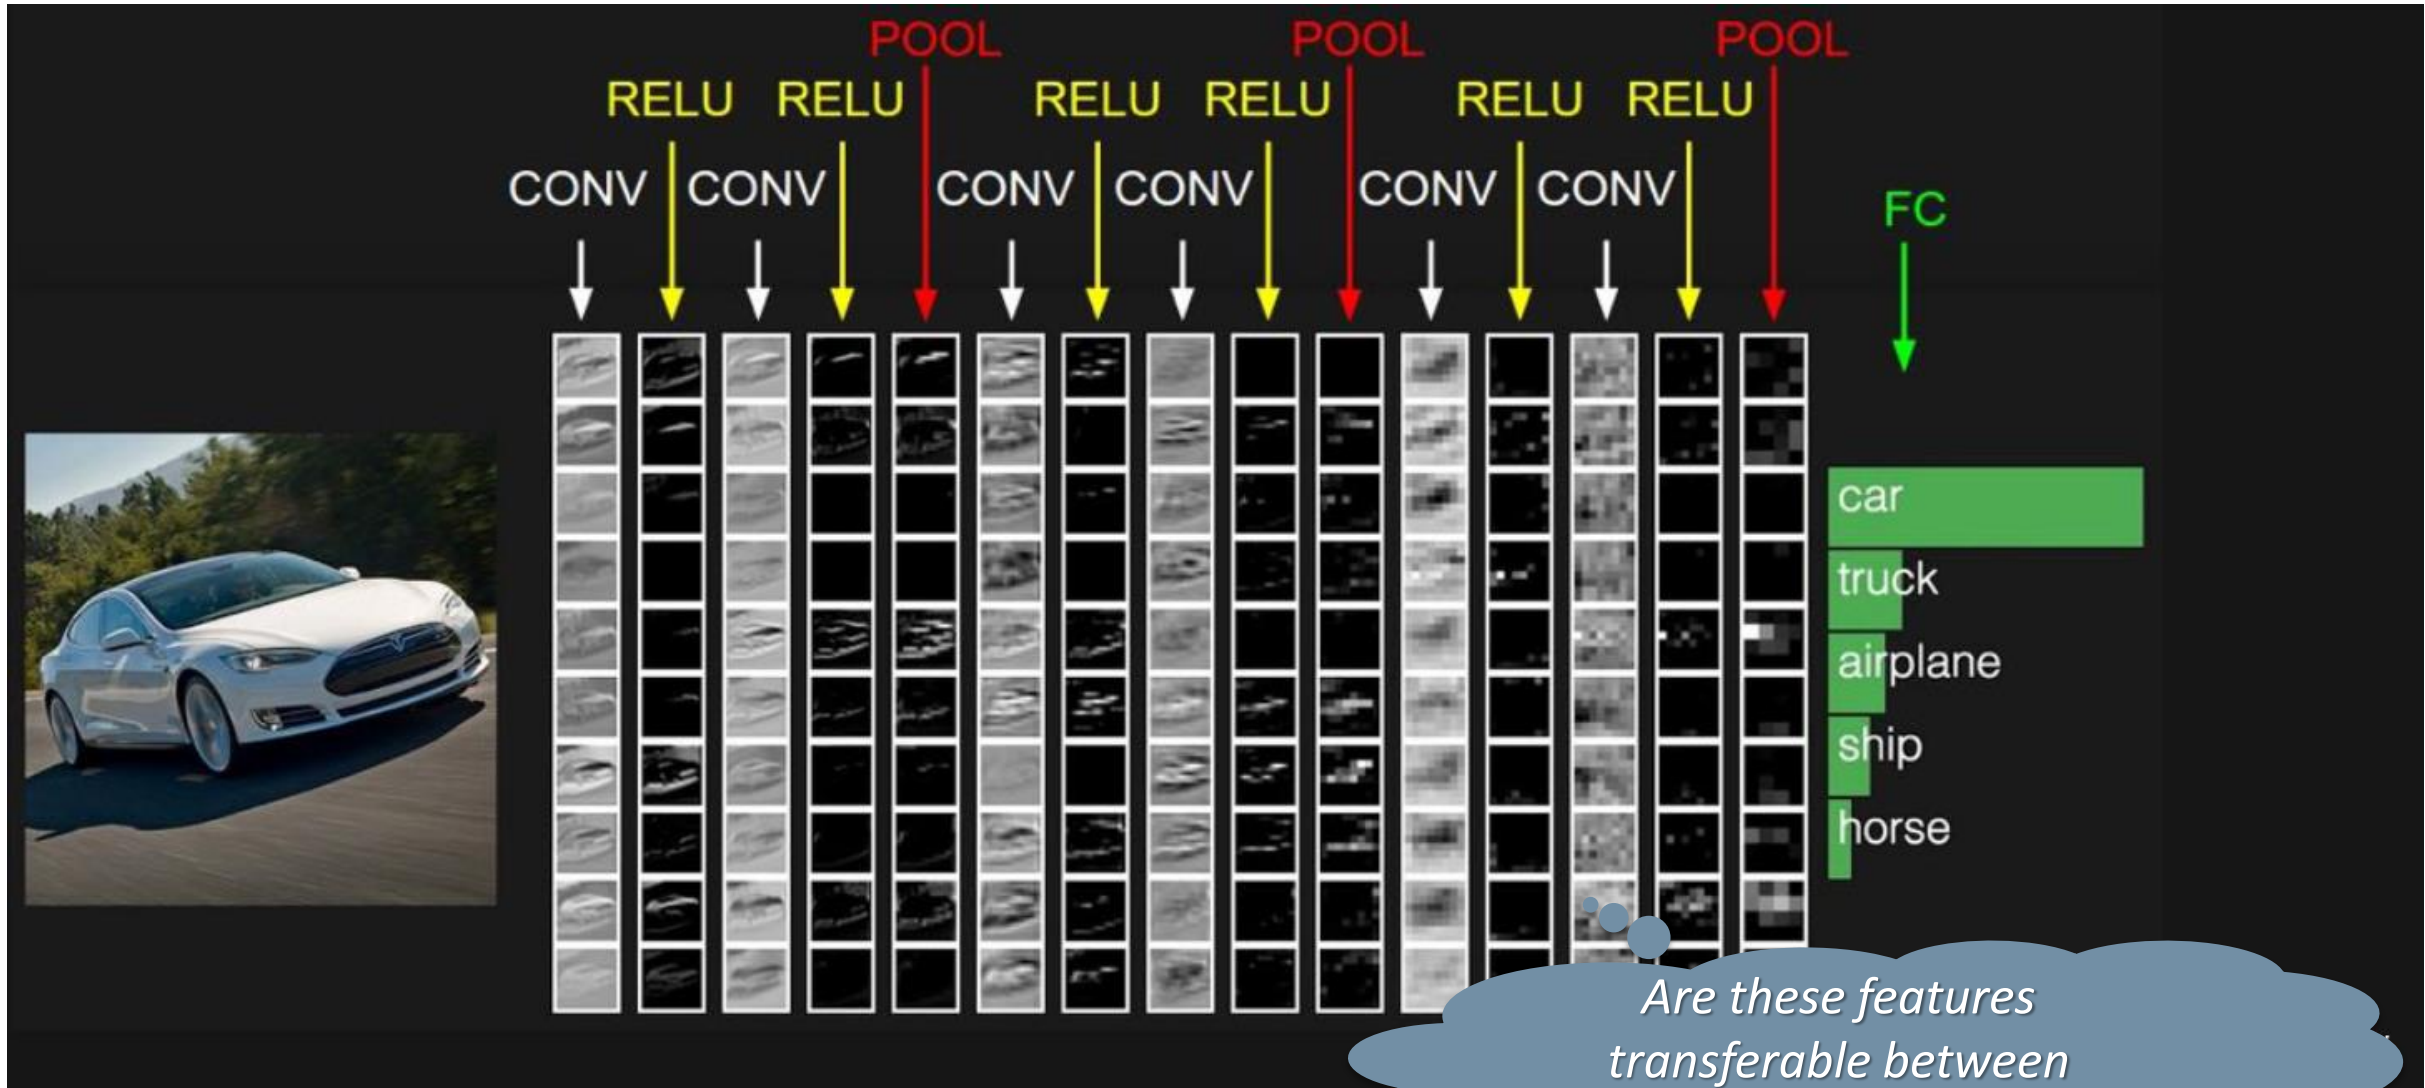 POOL POOL POOL
RELU RELU RELU RELU RELU RELU
CONV CONV CONV CONV CONV CONV
FC
car
truck
airplane
ship
horse
Are these features
transferable between